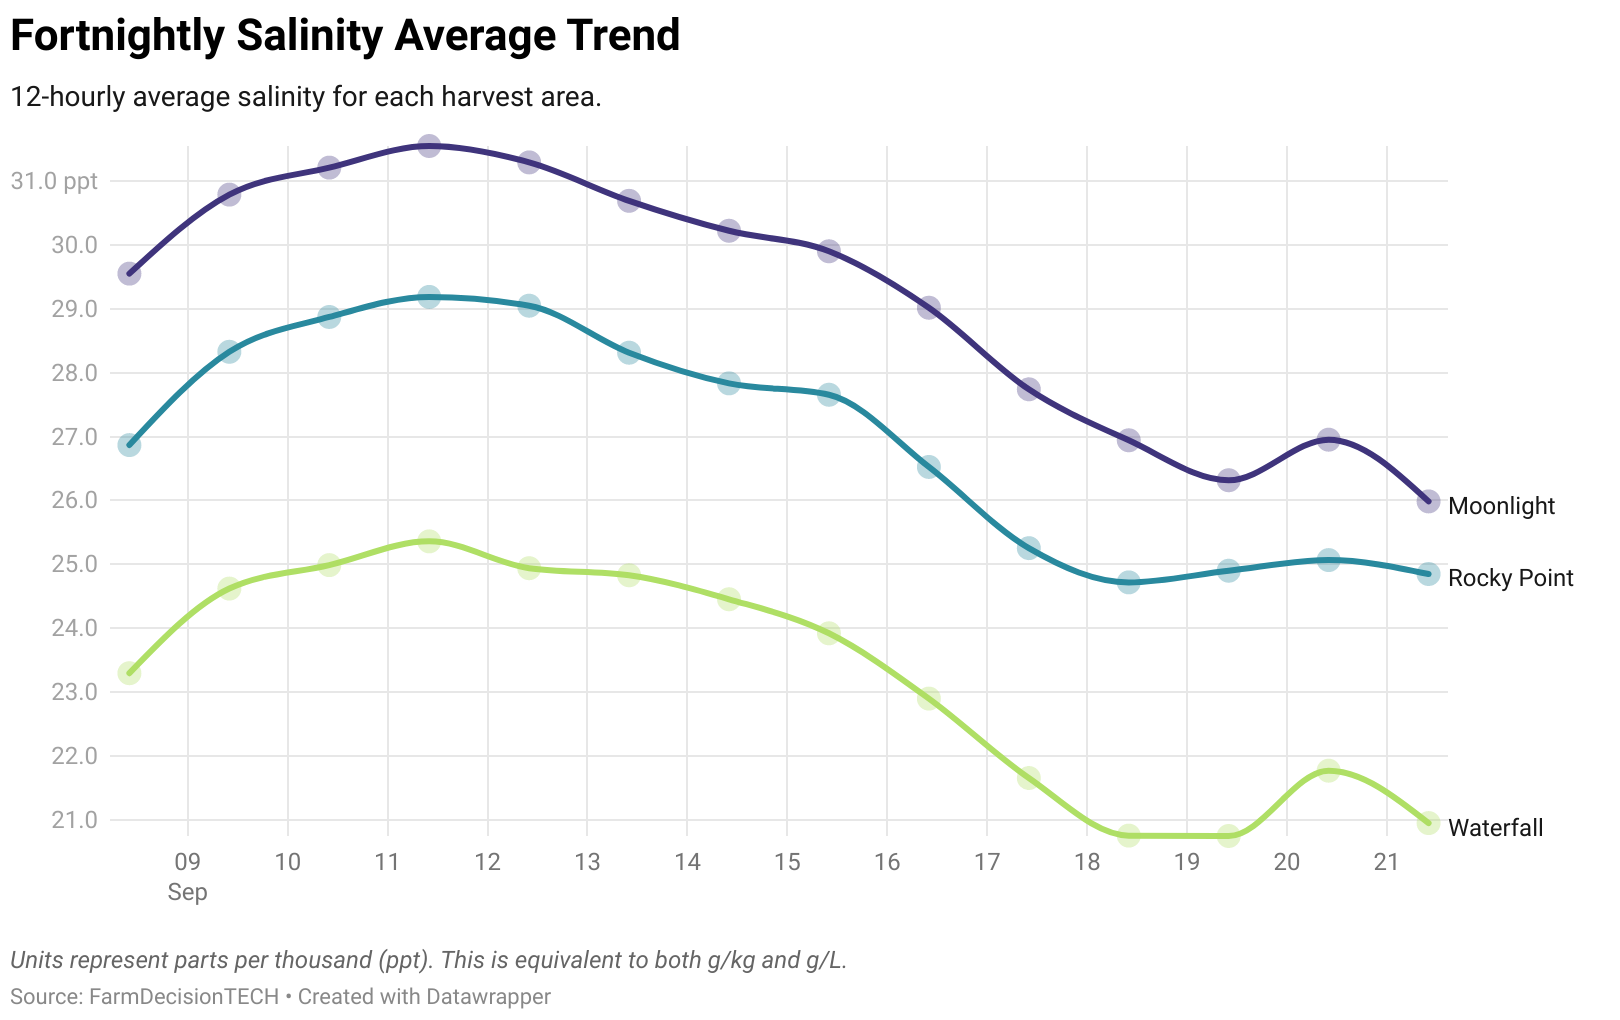 Fortnightly Salinity Average Trend
12-hourly average salinity for each harvest area.
31.0 ppt
30.0
29.0
28.0
27.0
26.0
25.0
24.0
23.0
22.0
21.0
Moonlight
Rocky Point
Waterfall
09 10 11 12 13 14 15 16 17 18 19 20 21
Sep
Units represent parts per thousand (ppt). This is equivalent to both g/kg and g/L.
Source: FarmDecisionTECH • Created with Datawrapper